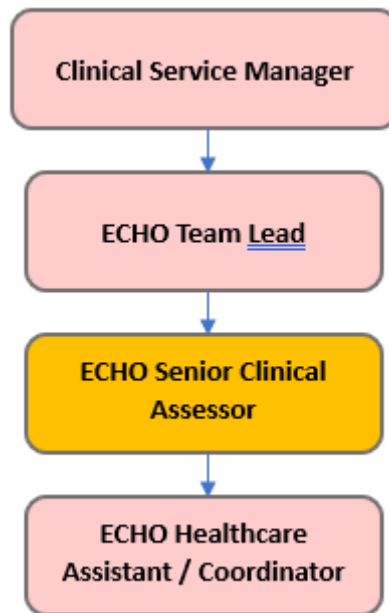 Clinical Service Manager
ECHO Team Lead
ECHO Senior Clinical
Assessor
ECHO Healthcare
Assistant / Coordinator